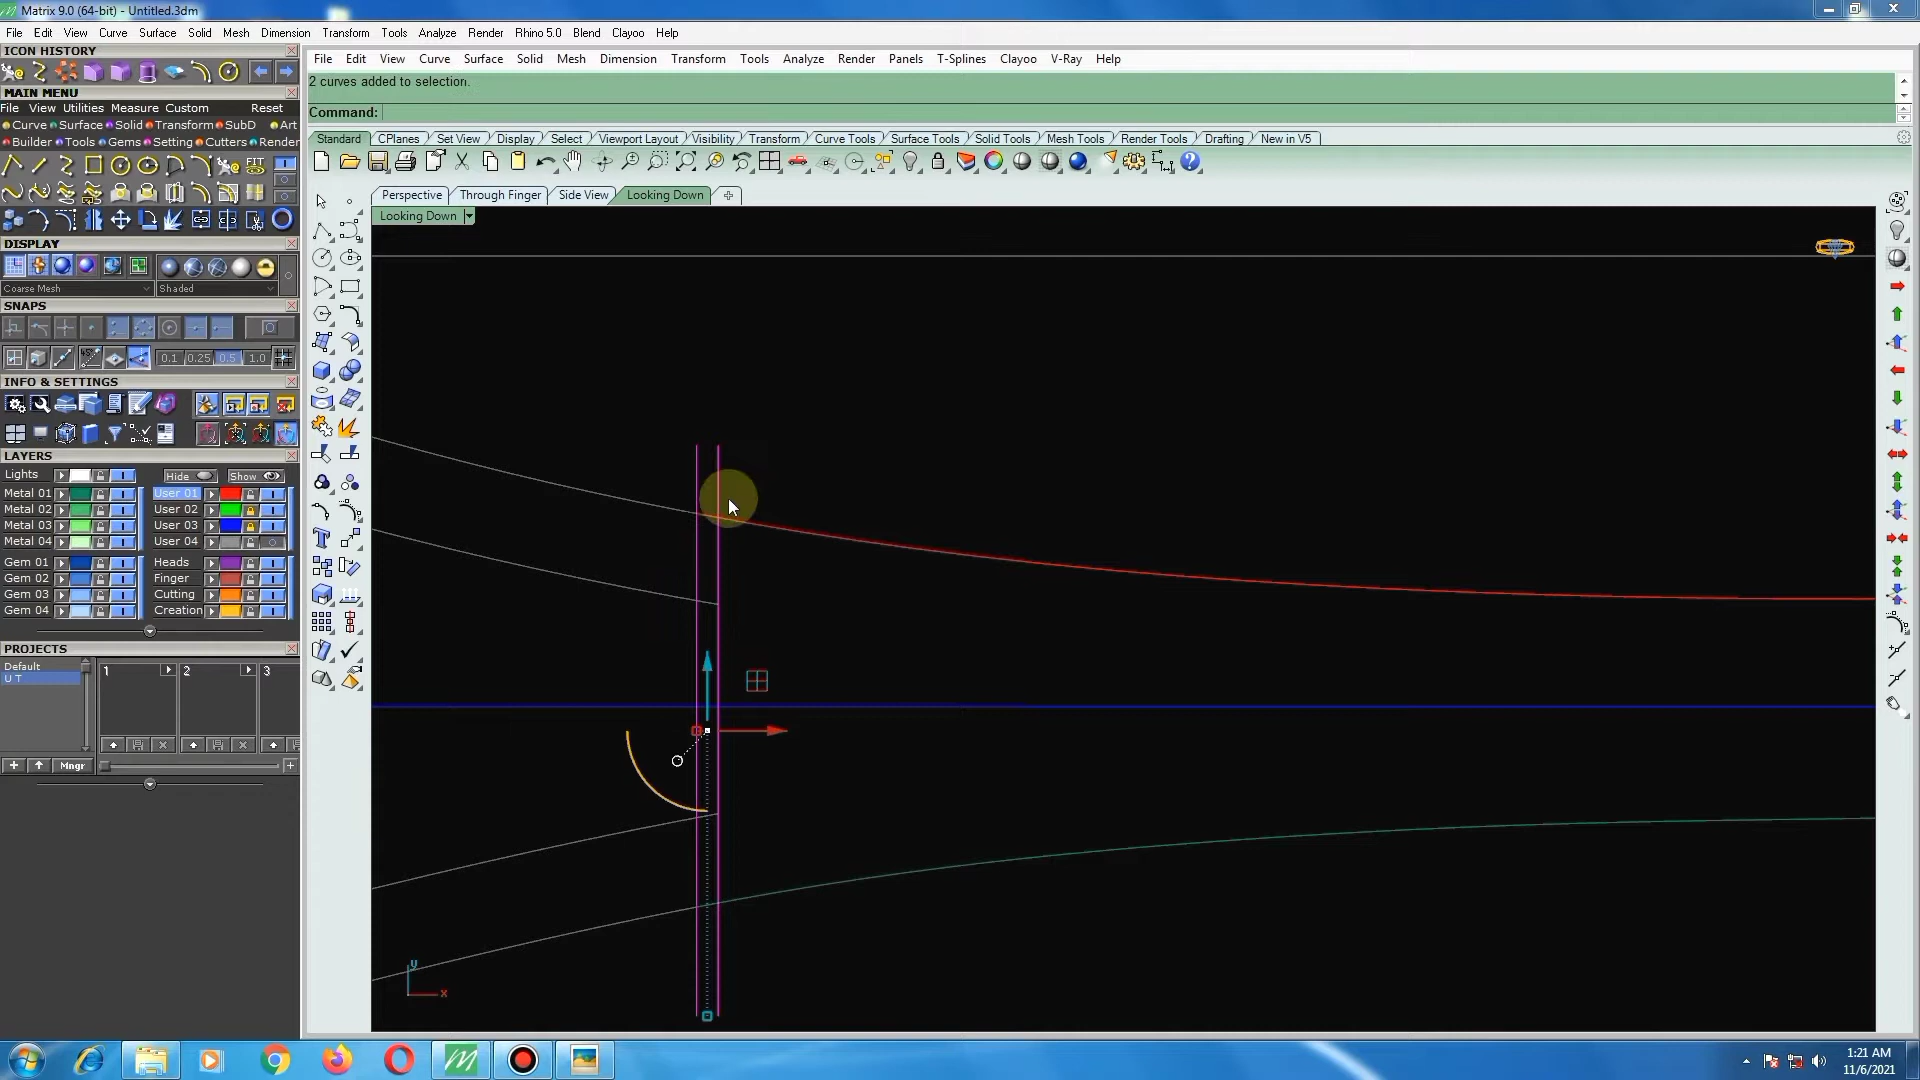 Matrix 9.0 (64-bit) - Untitled.3dm
File Edit View Curve Surface Solid Mesh Dimension Transform Tools Analyze Render Rhino 5.0 Blend Clayoo Help
ICON HISTORY
MAIN MENU
File View Utilities Measure Custom Reset
Curve Surface Solid Transform SubD Art
Builder Tools Gems Setting Cutters Render
FIT
DISPLAY
Coarse Mesh Shaded
SNAPS
0.1 0.25 0.5 1.0
INFO & SETTINGS
LAYERS
Lights Hide Show
Metal 01 User 01
Metal 02 User 02
Metal 03 User 03
Metal 04 User 04
Gem 01 Heads
Gem 02 Finger
Gem 03 Cutting
Gem 04 Creation
PROJECTS
Default
U T
1 2 3
Mngr
File Edit View Curve Surface Solid Mesh Dimension Transform Tools Analyze Render Panels T-Splines Clayoo V-Ray Help
2 curves added to selection.
Command:
Standard CPlanes Set View Display Select Viewport Layout Visibility Transform Curve Tools Surface Tools Solid Tools Mesh Tools Render Tools Drafting New in V5
Perspective Through Finger Side View Looking Down
Looking Down
y
x
1:21 AM
11/6/2021